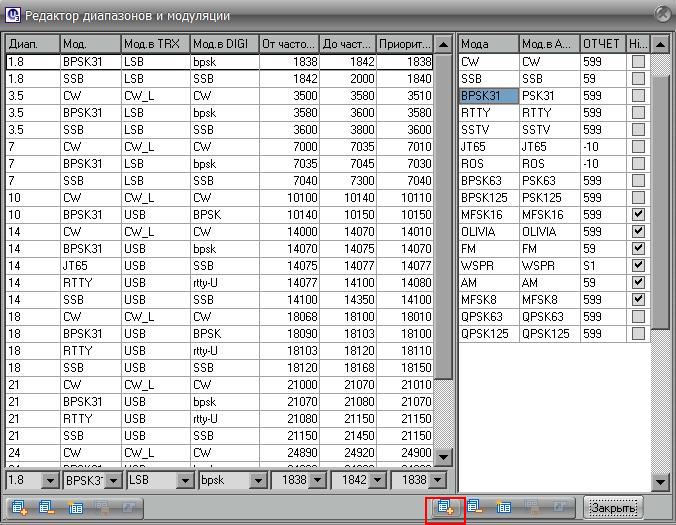 Редактор диапазонов и модуляции
Диап. Мод. Мод.в TRX Мод.в DIGI От часто... До част... Приорит...
1.8 BPSK31 LSB bpsk 1838 1842 1838
1.8 SSB LSB SSB 1842 2000 1840
3.5 CW CW_L CW 3500 3580 3510
3.5 BPSK31 LSB bpsk 3580 3600 3580
3.5 SSB LSB SSB 3600 3800 3600
7 CW CW_L CW 7000 7035 7010
7 BPSK31 LSB bpsk 7035 7045 7030
7 SSB LSB SSB 7040 7300 7040
10 CW CW_L CW 10100 10140 10110
10 BPSK31 USB BPSK 10140 10150 10150
14 CW CW_L CW 14000 14070 14010
14 BPSK31 USB bpsk 14070 14075 14070
14 JT65 USB SSB 14075 14077 14077
14 RTTY USB rtty-U 14077 14100 14080
14 SSB USB SSB 14100 14350 14100
18 CW CW_L CW 18068 18100 18010
18 BPSK31 USB BPSK 18090 18103 18100
18 RTTY USB rtty-U 18103 18120 18110
18 SSB USB SSB 18120 18168 18150
21 CW CW_L CW 21000 21070 21010
21 BPSK31 USB bpsk 21070 21080 21070
21 RTTY USB rtty-U 21080 21150 21150
21 SSB USB SSB 21150 21450 21150
24 CW CW_L CW 24890 24920 24900
1.8 BPSK3 LSB bpsk 1838 1842 1838
Мода Мод.в А... ОТЧЕТ Hi...
CW CW 599
SSB SSB 59
BPSK31 PSK31 599
RTTY RTTY 599
SSTV SSTV 599
JT65 JT65 -10
ROS ROS -10
BPSK63 PSK63 599
BPSK125 PSK125 599
MFSK16 MFSK16 599
OLIVIA OLIVIA 599
FM FM 59
WSPR WSPR S1
AM AM 59
MFSK8 MFSK8 599
QPSK63 QPSK63 599
QPSK125 QPSK125 599
Закрыть